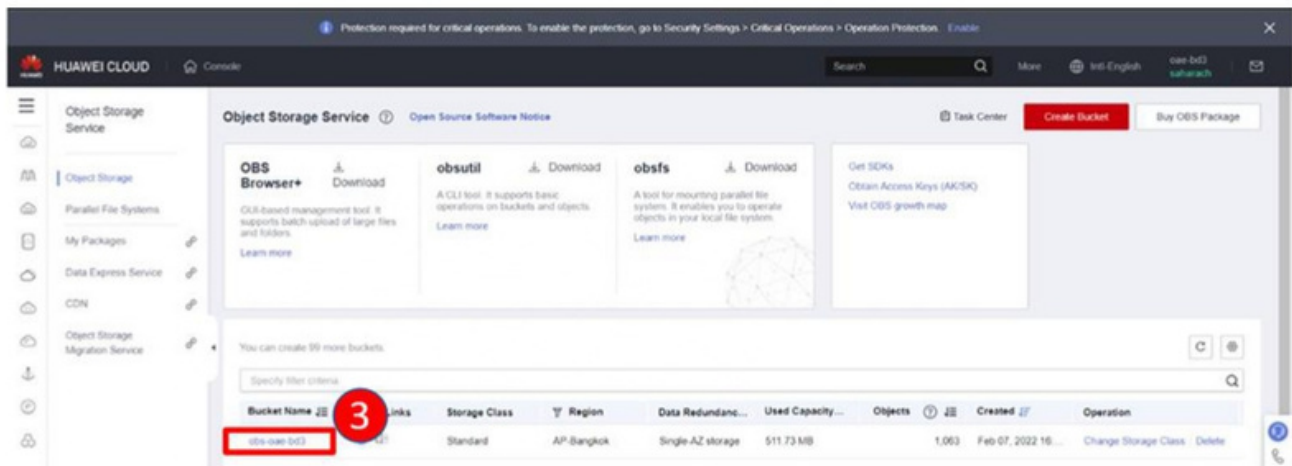 Protection required for critical operations. To enable the protection, go to Security Settings > Critical Operations > Operation Protection. Enable
HUAWEI
HUAWEI CLOUD
Console
Search
More
Intl-English
oae-bd3
saharach
Object Storage
Service
Object Storage
Parallel File Systems
My Packages
Data Express Service
CDN
Object Storage
Migration Service
Object Storage Service
Open Source Software Notice
Task Center
Create Bucket
Buy OBS Package
OBS
Browser+
Download
GUI-based management tool. It
supports batch upload of large files
and folders.
Learn more
obsutil
Download
A CLI tool. It supports basic
operations on buckets and objects.
Learn more
obsfs
Download
A tool for mounting parallel file
system. It enables you to operate
objects in your local file system.
Learn more
Get SDKs
Obtain Access Keys (AK/SK)
Visit OBS growth map
You can create 99 more buckets.
Specify filter criteria.
Bucket Name 3 Links Storage Class Region Data Redundanc... Used Capacity... Objects Created Operation
obs-oae-bd3 Standard AP-Bangkok Single-AZ storage 511.73 MB 1,063 Feb 07, 2022 16:... Change Storage Class Delete